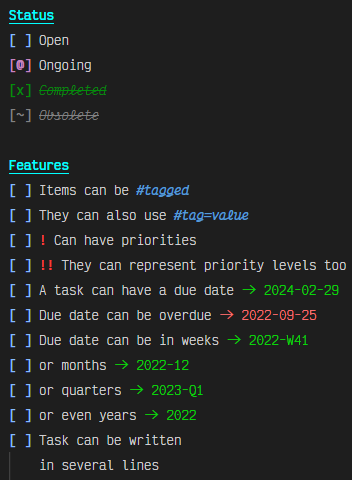 Status
[ ] Open
[@] Ongoing
[x] Completed
[~] Obsolete
Features
[ ] Items can be #tagged
[ ] They can also use #tag=value
[ ] ! Can have priorities
[ ] !! They can represent priority levels too
[ ] A task can have a due date → 2024-02-29
[ ] Due date can be overdue → 2022-09-25
[ ] Due date can be in weeks → 2022-W41
[ ] or months → 2022-12
[ ] or quarters → 2023-Q1
[ ] or even years → 2022
[ ] Task can be written
in several lines